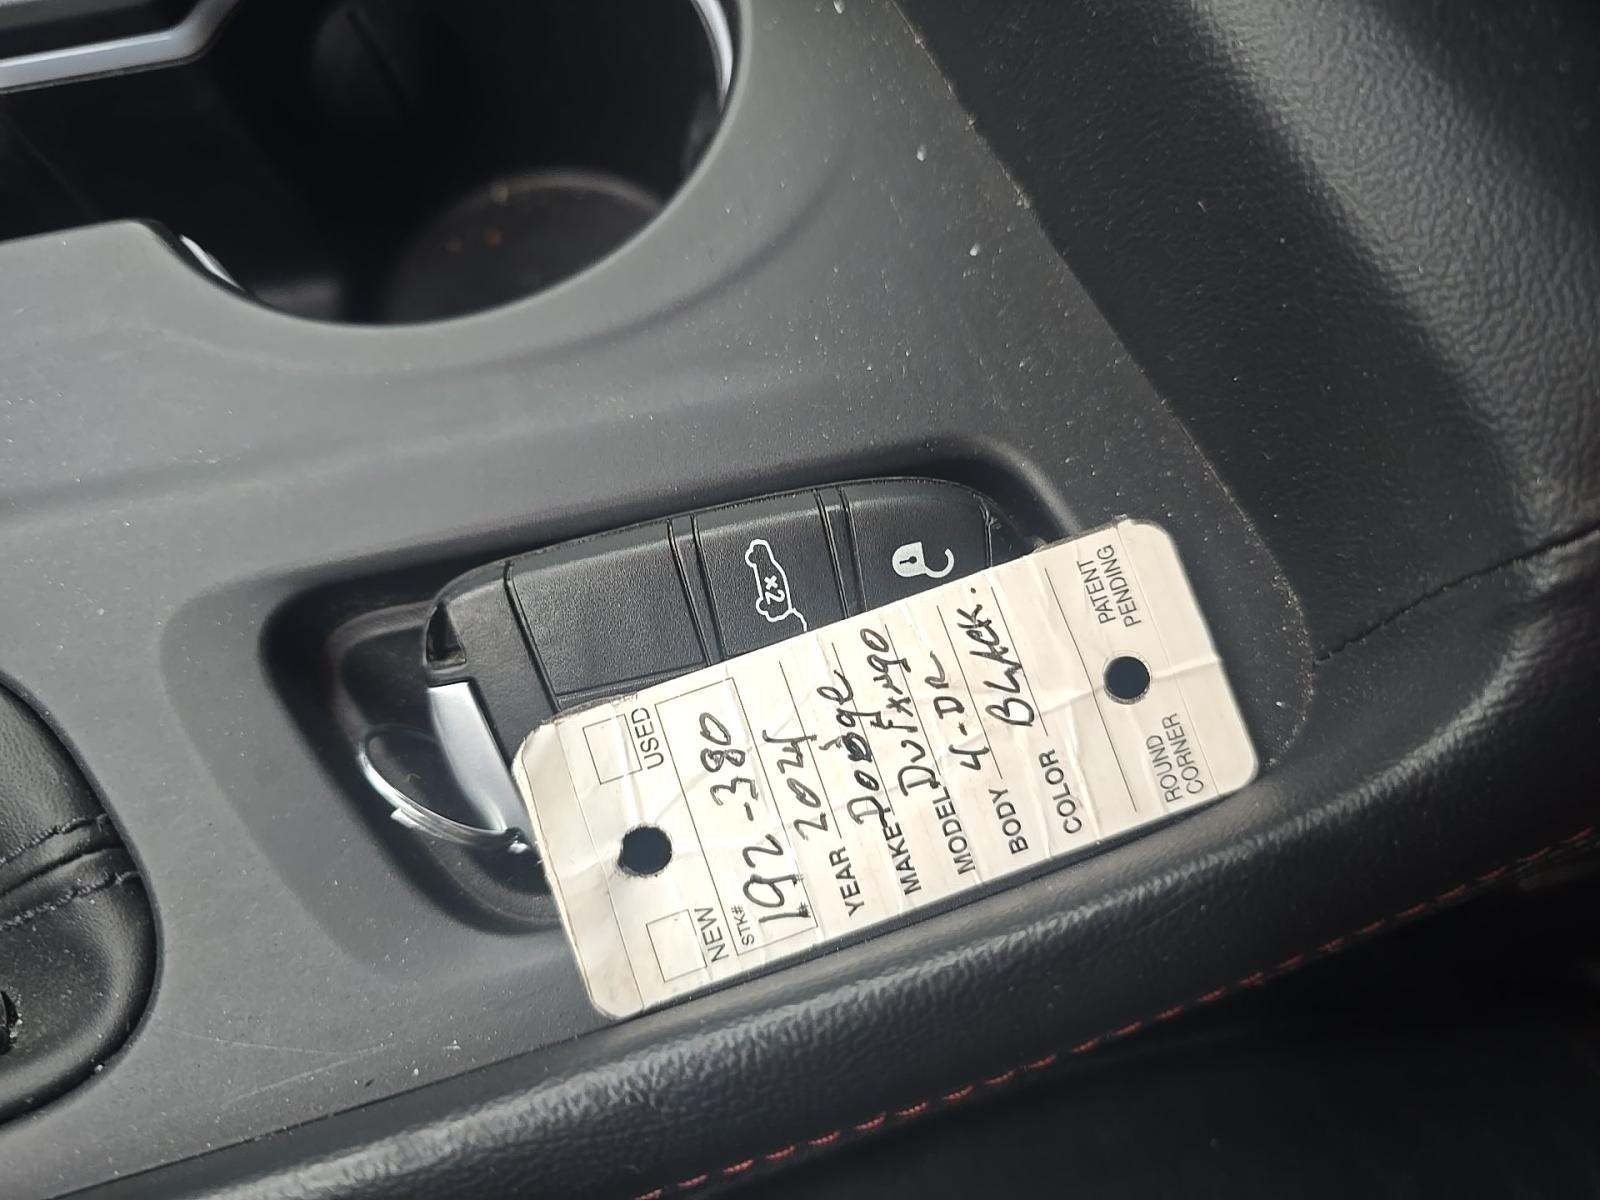 x2
USED
NEW
STK# 192-380
YEAR 2024
MAKE Dodge
MODEL Durango
BODY 4-DR
COLOR BLACK.
PATENT
PENDING
ROUND
CORNER